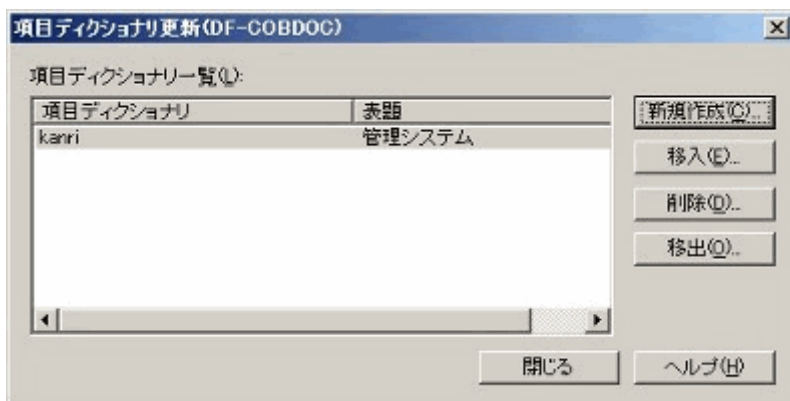 項目ディクショナリ更新(DF-COBDOC)
項目ディクショナリ一覧(L):
項目ディクショナリ 表題
kanri 管理システム
新規作成(C)...
移入(E)...
削除(D)...
移出(O)...
閉じる ヘルプ(H)